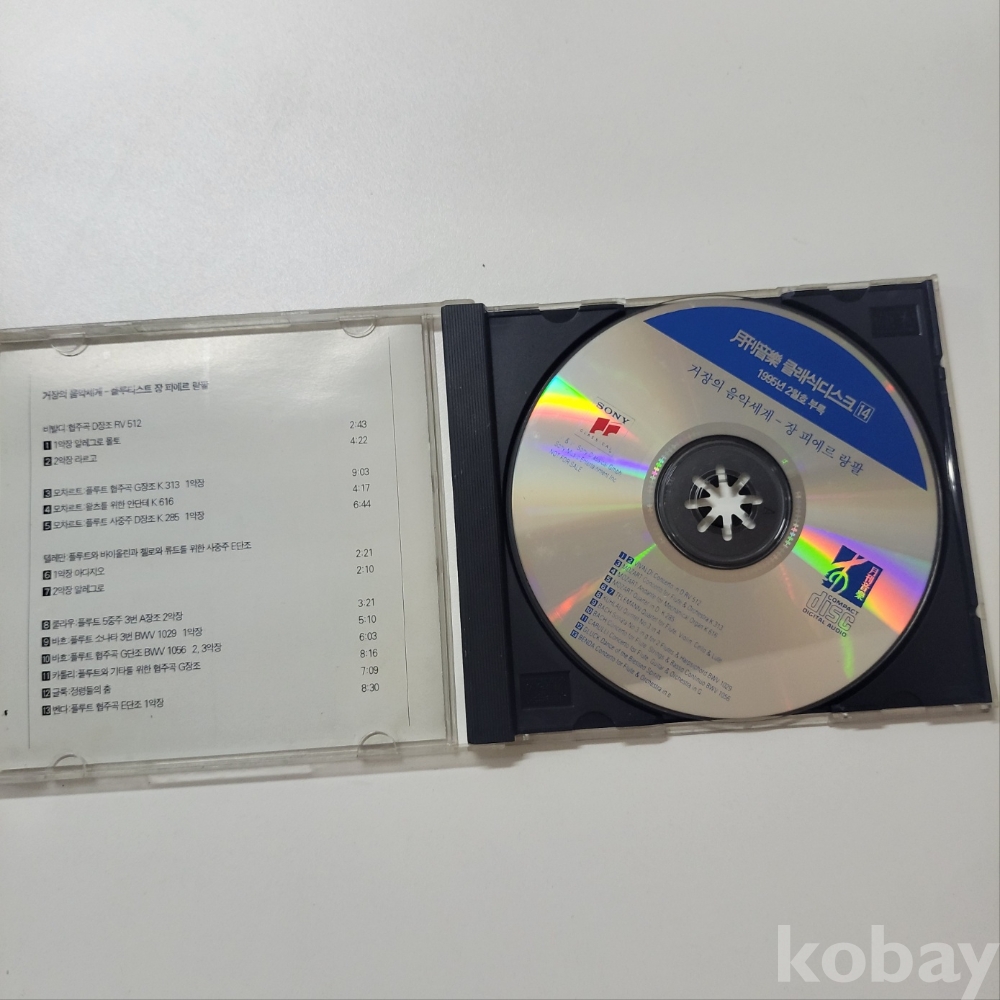 거장의 음악세계 - 플루티스트 장 피에르 랑팔
비발디 협주곡 D장조 RV 512
1 1악장 알레그로 몰토 2:43
2 2악장 라르고 4:22
3 모차르트:플루트 협주곡 G장조 K 313 1악장 9:03
4 모차르트 왈츠를 위한 안단테 K 616 4:17
5 모차르트 플루트 사중주 D장조 K 285 1악장 6:44
텔레만:플루트와 바이올린과 첼로와 류트를 위한 사중주 E단조
6 1악장 아다지오 2:21
7 2악장 알레그로 2:10
8 쿨라우:플루트 5중주 3번 A장조 2악장 3:21
9 바흐:플루트 소나타 3번 BWV 1029 1악장 5:10
10 바흐:플루트 협주곡 G단조 BWV 1056 2, 3악장 6:03
11 카룰리:플루트와 기타를 위한 협주곡 G장조 8:16
12 글룩:정령들의 춤 7:09
13 벤다:플루트 협주곡 E단조 1악장 8:30
月刊音樂 클래식디스크 14
1995년 2월호 부록
거장의 음악세계 - 장 피에르 랑팔
SONY
NOT FOR SALE
月刊音樂
COMPACT
disc
DIGITAL AUDIO
kobay